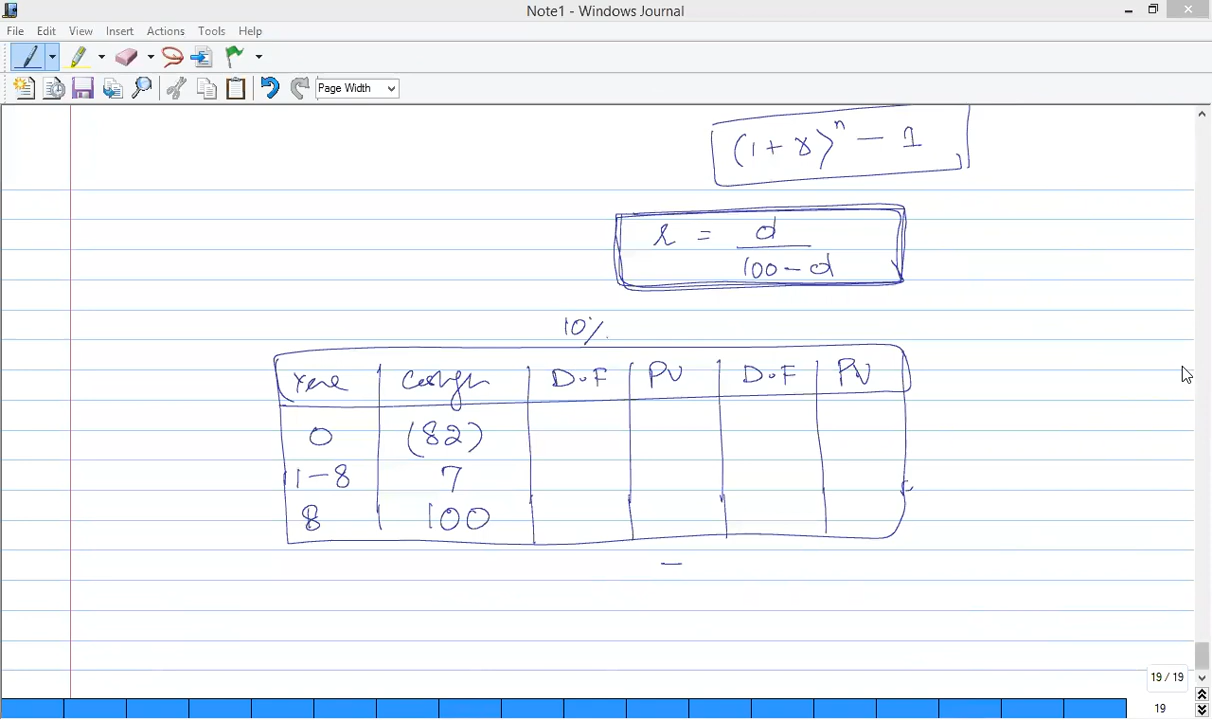 Note1 - Windows Journal
File Edit View Insert Actions Tools Help
Page Width
(1 + r)^n - 1
r = d / 100 - d
10%
Year D.F PV D.F PV
0 (82)
1-8 7
8 100
19 / 19
19